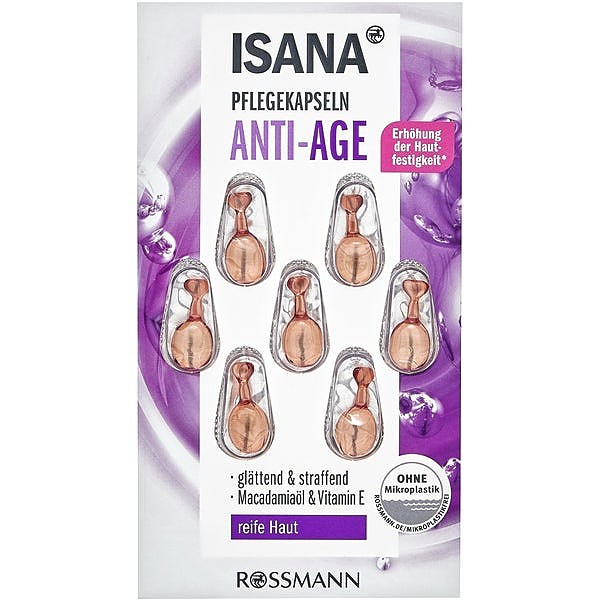 ISANA
PFLEGEKAPSELN
ANTI-AGE
Erhöhung
der Haut-
festigkeit*
• glättend & straffend
• Macadamiaöl & Vitamin E
reife Haut
OHNE
Mikroplastik
ROSSMANN.DE/MIKROPLASTIKFREI
ROSSMANN